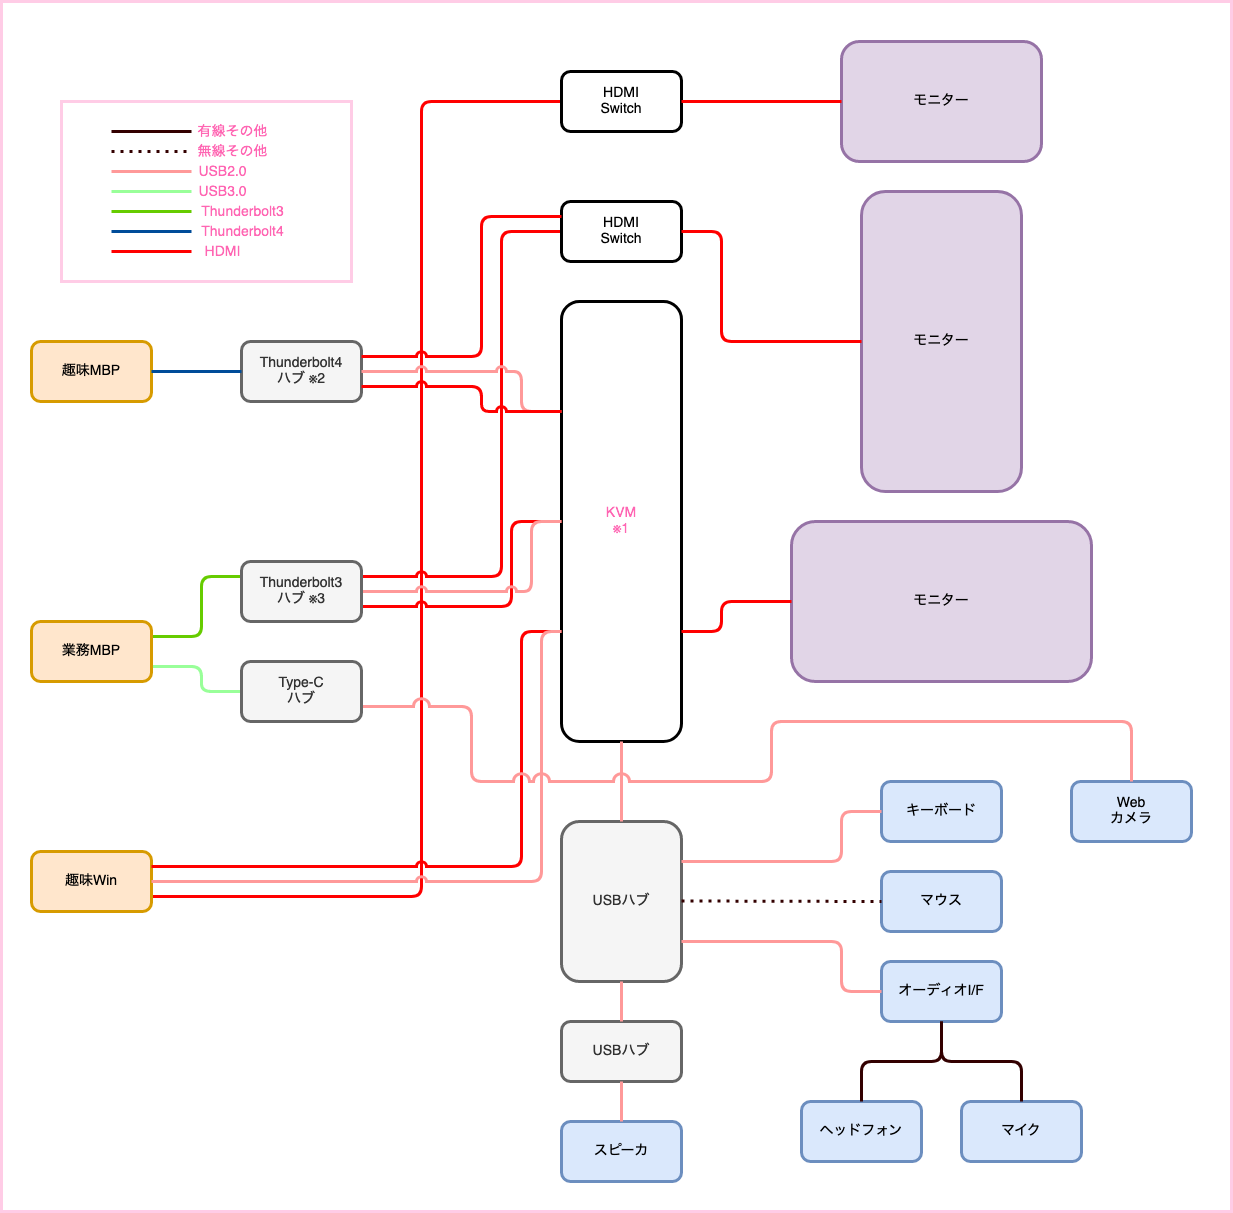 HDMI
Switch
モニター
有線その他
無線その他
USB2.0
USB3.0
Thunderbolt3
Thunderbolt4
HDMI
HDMI
Switch
モニター
趣味MBP
Thunderbolt4
ハブ ※2
KVM
※1
業務MBP
Thunderbolt3
ハブ ※3
モニター
Type-C
ハブ
キーボード
Web
カメラ
趣味Win
USBハブ
マウス
オーディオI/F
USBハブ
ヘッドフォン
マイク
スピーカ